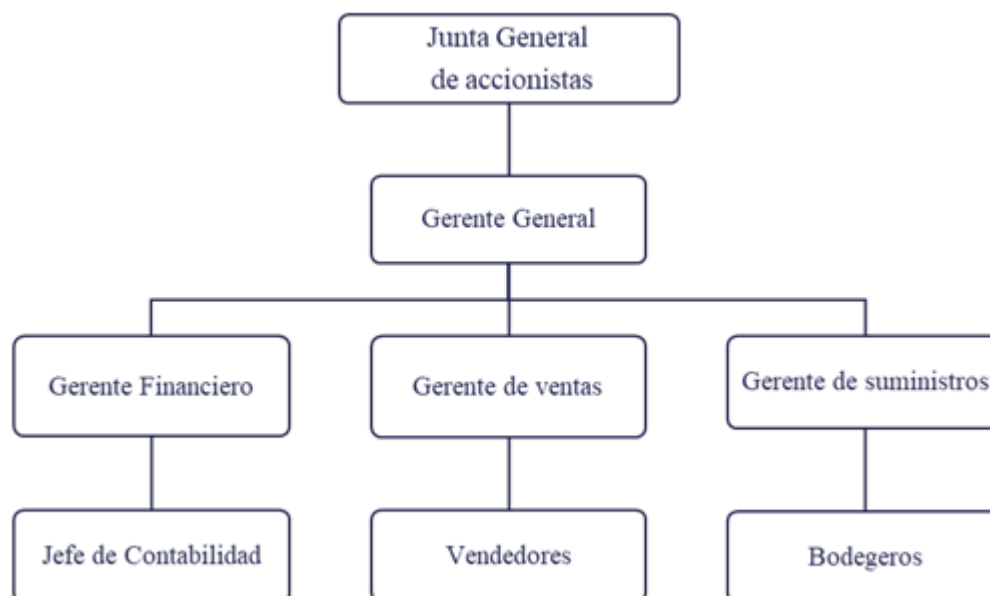 Junta General
de accionistas
Gerente General
Gerente Financiero
Gerente de ventas
Gerente de suministros
Jefe de Contabilidad
Vendedores
Bodegeros